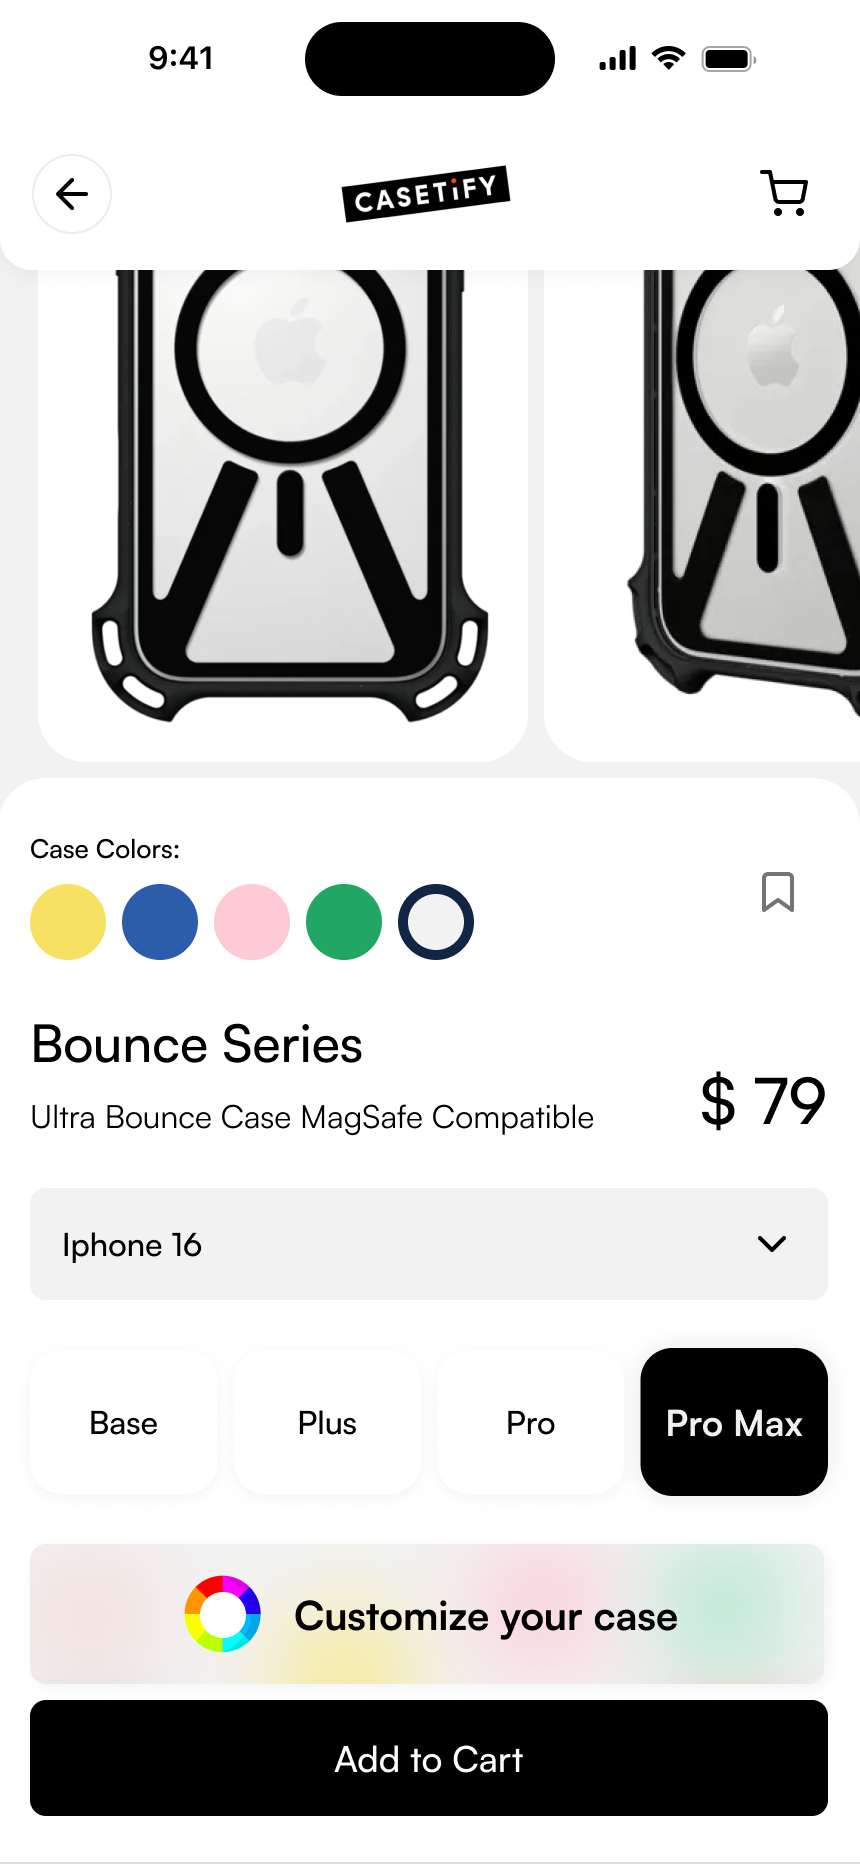 9:41
CASETiFY
Case Colors:
Bounce Series
Ultra Bounce Case MagSafe Compatible
$ 79
Iphone 16
Base
Plus
Pro
Pro Max
Customize your case
Add to Cart